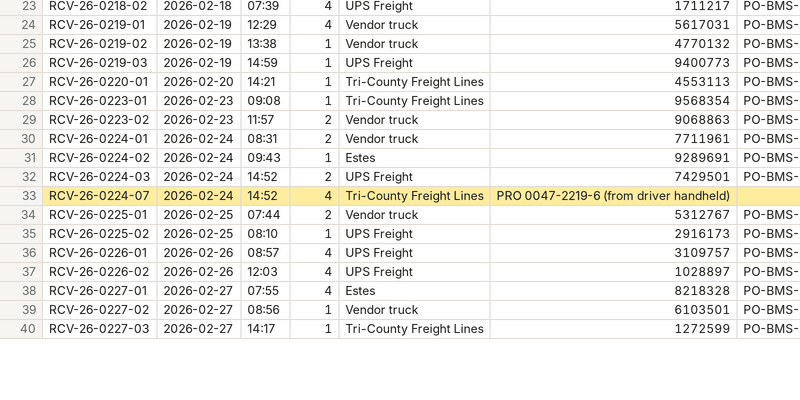 23 RCV-26-0218-02 2026-02-18 07:39 4 UPS Freight 1711217 PO-BMS-
24 RCV-26-0219-01 2026-02-19 12:29 4 Vendor truck 5617031 PO-BMS-
25 RCV-26-0219-02 2026-02-19 13:38 1 Vendor truck 4770132 PO-BMS-
26 RCV-26-0219-03 2026-02-19 14:59 1 UPS Freight 9400773 PO-BMS-
27 RCV-26-0220-01 2026-02-20 14:21 1 Tri-County Freight Lines 4553113 PO-BMS-
28 RCV-26-0223-01 2026-02-23 09:08 1 Tri-County Freight Lines 9568354 PO-BMS-
29 RCV-26-0223-02 2026-02-23 11:57 2 Vendor truck 9068863 PO-BMS-
30 RCV-26-0224-01 2026-02-24 08:31 2 Vendor truck 7711961 PO-BMS-
31 RCV-26-0224-02 2026-02-24 09:43 1 Estes 9289691 PO-BMS-
32 RCV-26-0224-03 2026-02-24 14:52 2 UPS Freight 7429501 PO-BMS-
33 RCV-26-0224-07 2026-02-24 14:52 4 Tri-County Freight Lines PRO 0047-2219-6 (from driver handheld)
34 RCV-26-0225-01 2026-02-25 07:44 2 Vendor truck 5312767 PO-BMS-
35 RCV-26-0225-02 2026-02-25 08:10 1 UPS Freight 2916173 PO-BMS-
36 RCV-26-0226-01 2026-02-26 08:57 4 UPS Freight 3109757 PO-BMS-
37 RCV-26-0226-02 2026-02-26 12:03 4 UPS Freight 1028897 PO-BMS-
38 RCV-26-0227-01 2026-02-27 07:55 4 Estes 8218328 PO-BMS-
39 RCV-26-0227-02 2026-02-27 08:56 1 Vendor truck 6103501 PO-BMS-
40 RCV-26-0227-03 2026-02-27 14:17 1 Tri-County Freight Lines 1272599 PO-BMS-